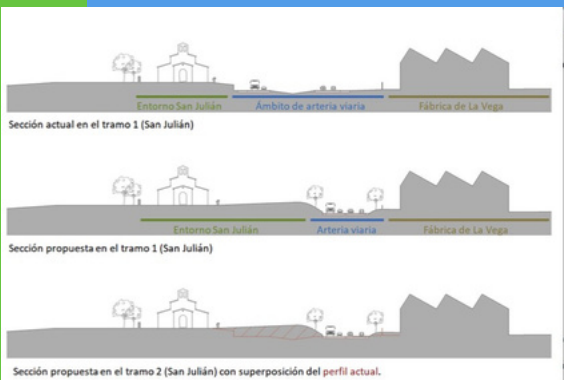 Entorno San Julián Ámbito de arteria viaria Fábrica de La Vega
Sección actual en el tramo 1 (San Julián)
Entorno San Julián Arteria viaria Fábrica de La Vega
Sección propuesta en el tramo 1 (San Julián)
Sección propuesta en el tramo 2 (San Julián) con superposición del perfil actual.